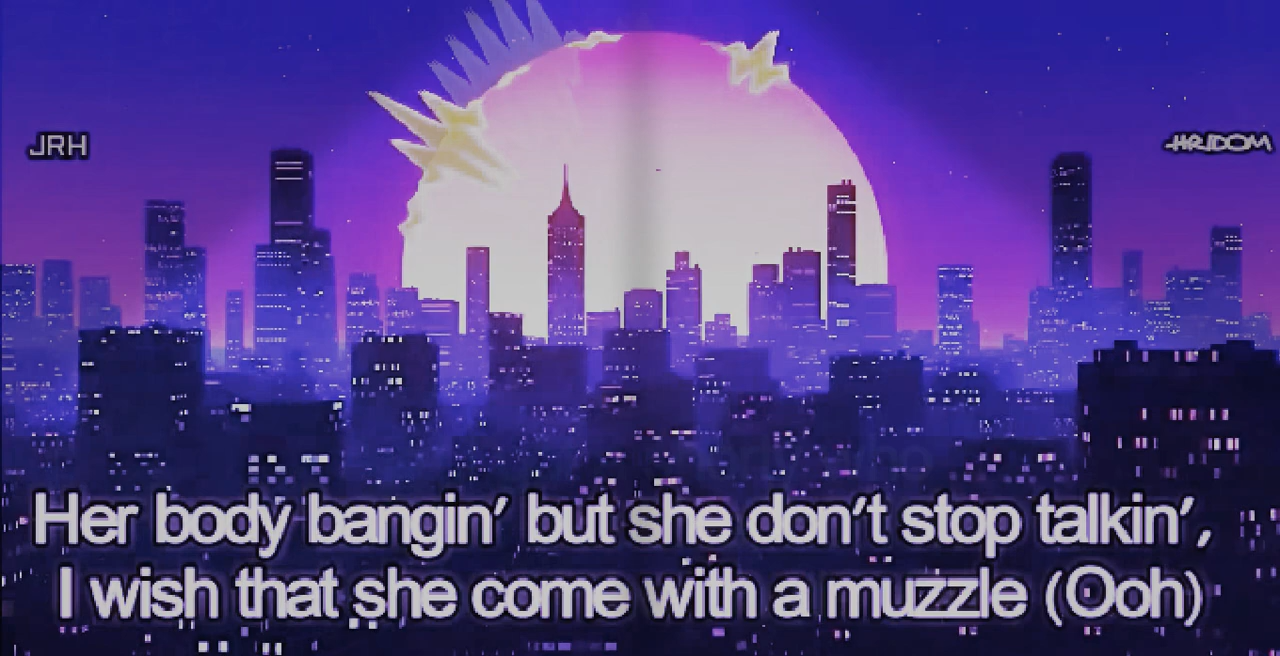 JRH
HRIDOM
Her body bangin' but she don't stop talkin',
I wish that she come with a muzzle (Ooh)